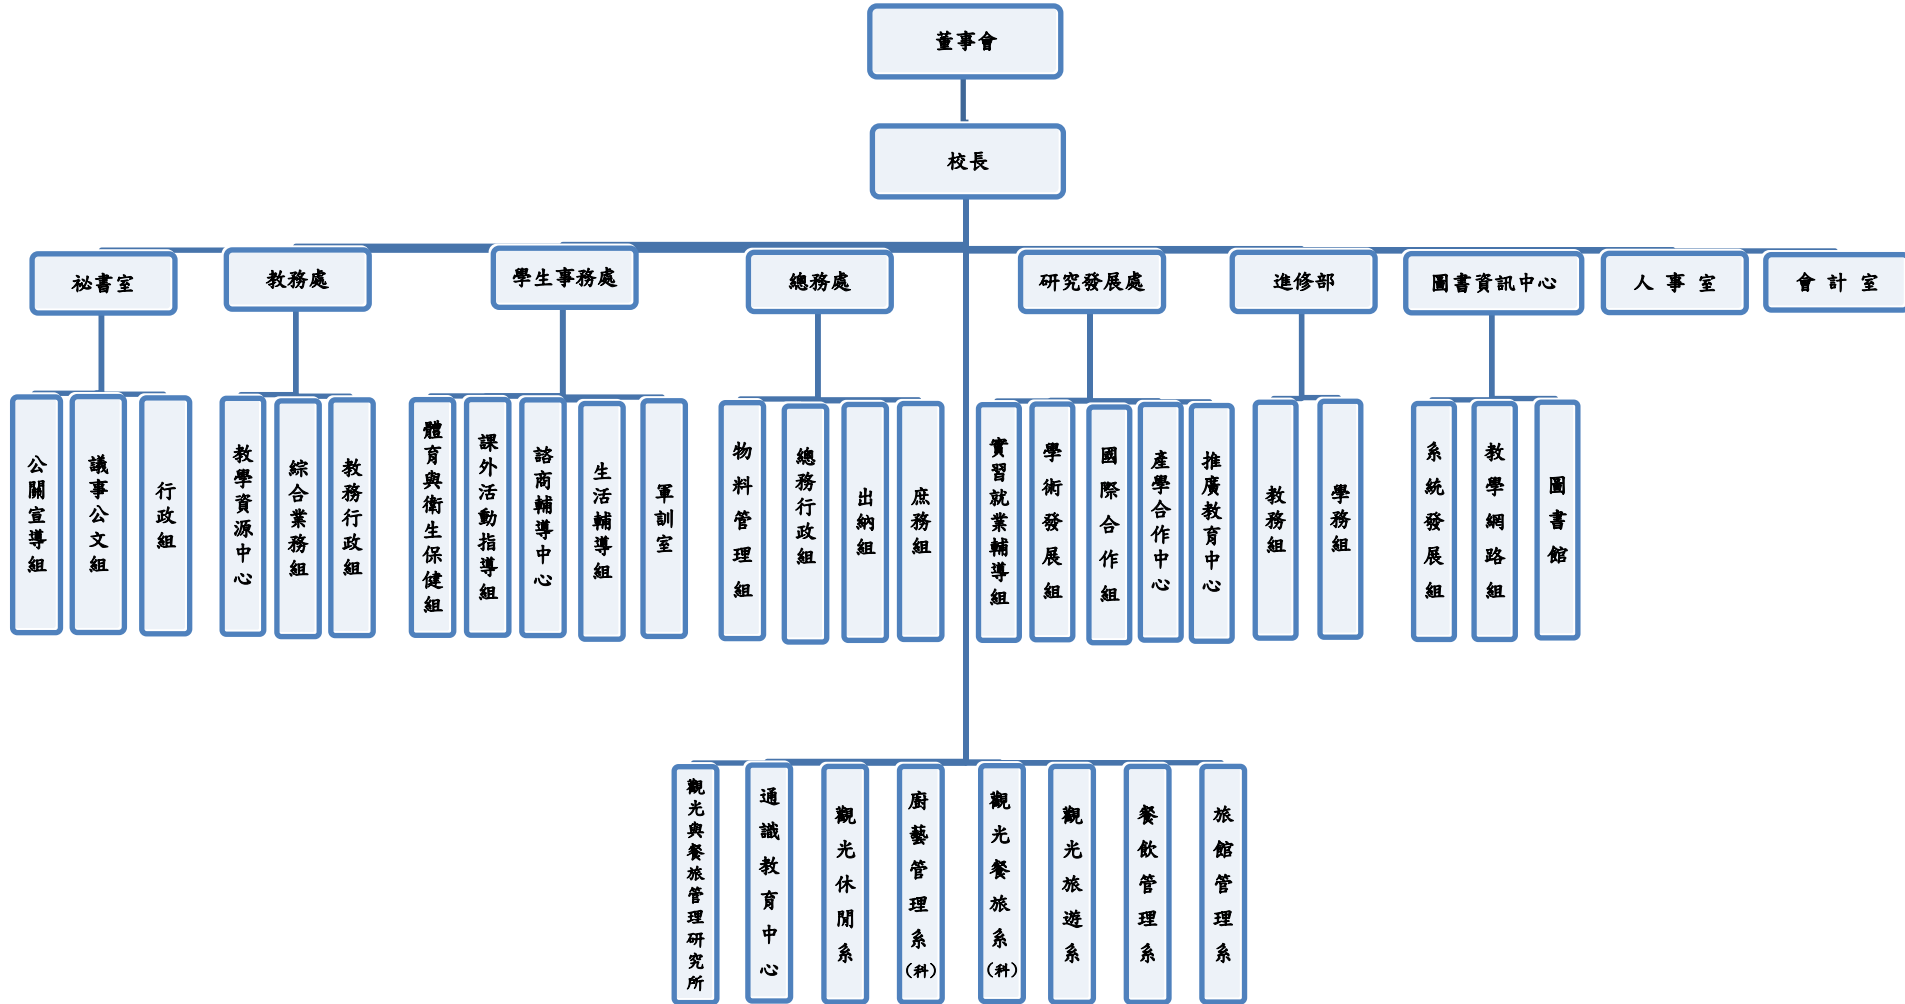 董事會
校長
祕書室
教務處
學生事務處
總務處
研究發展處
進修部
圖書資訊中心
人事室
會計室
公關宣導組
議事公文組
行政組
教學資源中心
綜合業務組
教務行政組
體育與衛生保健組
課外活動指導組
諮商輔導中心
生活輔導組
軍訓室
物料管理組
總務行政組
出納組
庶務組
實習就業輔導組
學術發展組
國際合作組
產學合作中心
推廣教育中心
教務組
學務組
系統發展組
教學網路組
圖書館
觀光與餐旅管理研究所
通識教育中心
觀光休閒系
廚藝管理系(科)
觀光餐旅系(科)
觀光旅遊系
餐飲管理系
旅館管理系